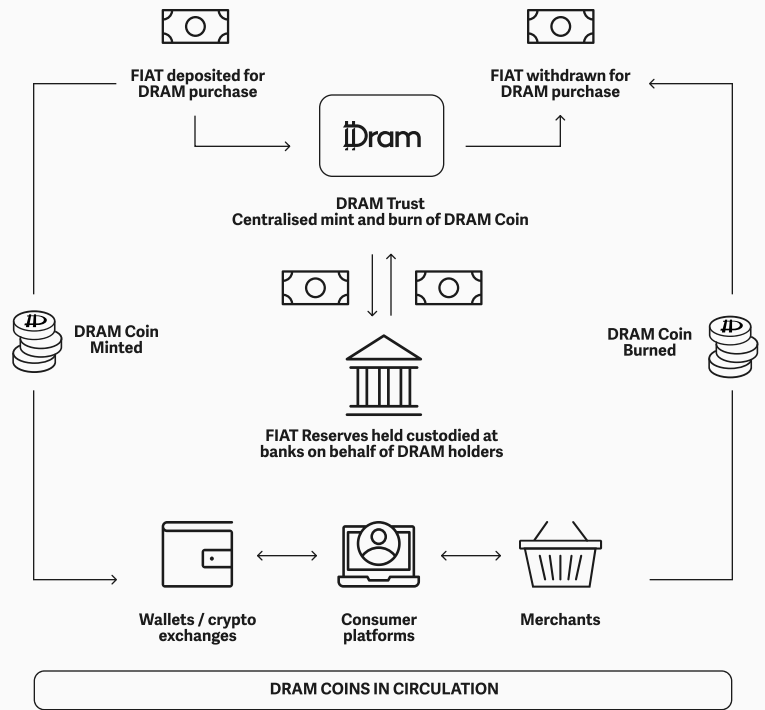 FIAT deposited for
DRAM purchase
FIAT withdrawn for
DRAM purchase
Dram
DRAM Trust
Centralised mint and burn of DRAM Coin
DRAM Coin
Minted
DRAM Coin
Burned
FIAT Reserves held custodied at
banks on behalf of DRAM holders
Wallets / crypto
exchanges
Consumer
platforms
Merchants
DRAM COINS IN CIRCULATION